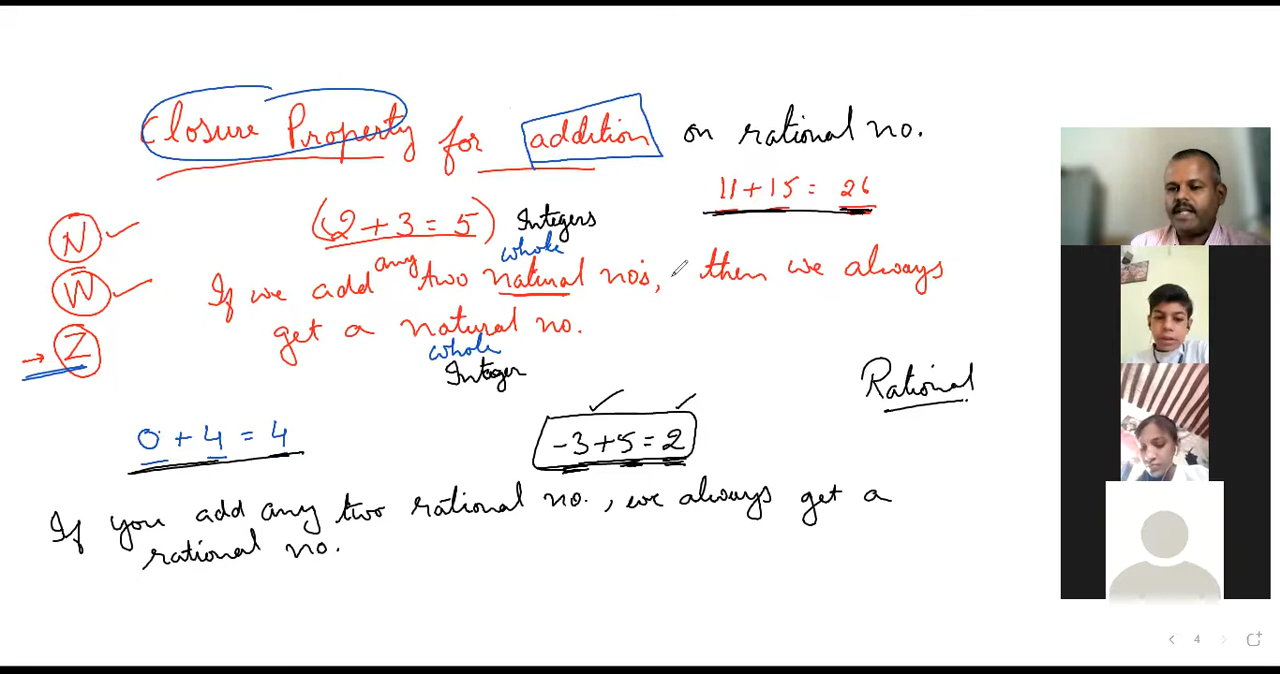 Closure Property for addition on rational no.
11 + 15 = 26
N
(2 + 3 = 5) Integers
whole
any
W
If we add two natural no's, then we always
get a natural no.
whole
Z
Integer
Rational
0 + 4 = 4
-3 + 5 = 2
If you add any two rational no., we always get a
rational no.
4